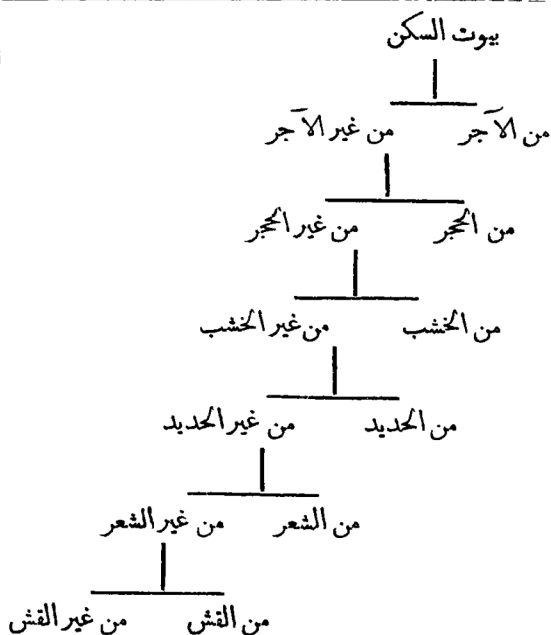 بيوت السكن
من الآجر من غير الآجر
من الحجر من غير الحجر
من الخشب من غير الخشب
من الحديد من غير الحديد
من الشعر من غير الشعر
من القش من غير القش